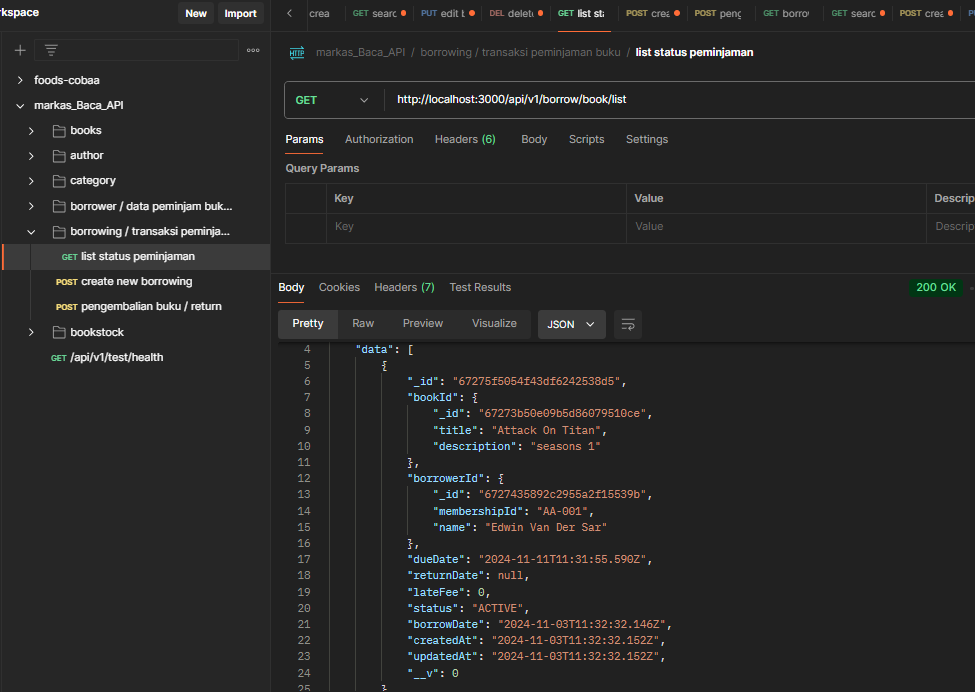 rkspace
New
Import
foods-cobaa
markas_Baca_API
books
author
category
borrower / data peminjam buk...
borrowing / transaksi peminja...
GET list status peminjaman
POST create new borrowing
POST pengembalian buku / return
bookstock
GET /api/v1/test/health
crea
GET searc
PUT edit b
DEL delet
GET list st
POST crea
POST peng
GET borro
GET searc
POST crea
markas_Baca_API / borrowing / transaksi peminjaman buku / list status peminjaman
HTTP
GET
http://localhost:3000/api/v1/borrow/book/list
Params Authorization Headers (6) Body Scripts Settings
Query Params
Key Value Descrip
Key Value Descrip
Body Cookies Headers (7) Test Results 200 OK
Pretty Raw Preview Visualize JSON
4 "data": [
5 {
6 "_id": "67275f5054f43df6242538d5",
7 "bookId": {
8 "_id": "67273b50e09b5d86079510ce",
9 "title": "Attack On Titan",
10 "description": "seasons 1"
11 },
12 "borrowerId": {
13 "_id": "6727435892c2955a2f15539b",
14 "membershipId": "AA-001",
15 "name": "Edwin Van Der Sar"
16 },
17 "dueDate": "2024-11-11T11:31:55.590Z",
18 "returnDate": null,
19 "lateFee": 0,
20 "status": "ACTIVE",
21 "borrowDate": "2024-11-03T11:32:32.146Z",
22 "createdAt": "2024-11-03T11:32:32.152Z",
23 "updatedAt": "2024-11-03T11:32:32.152Z",
24 "__v": 0
25 }